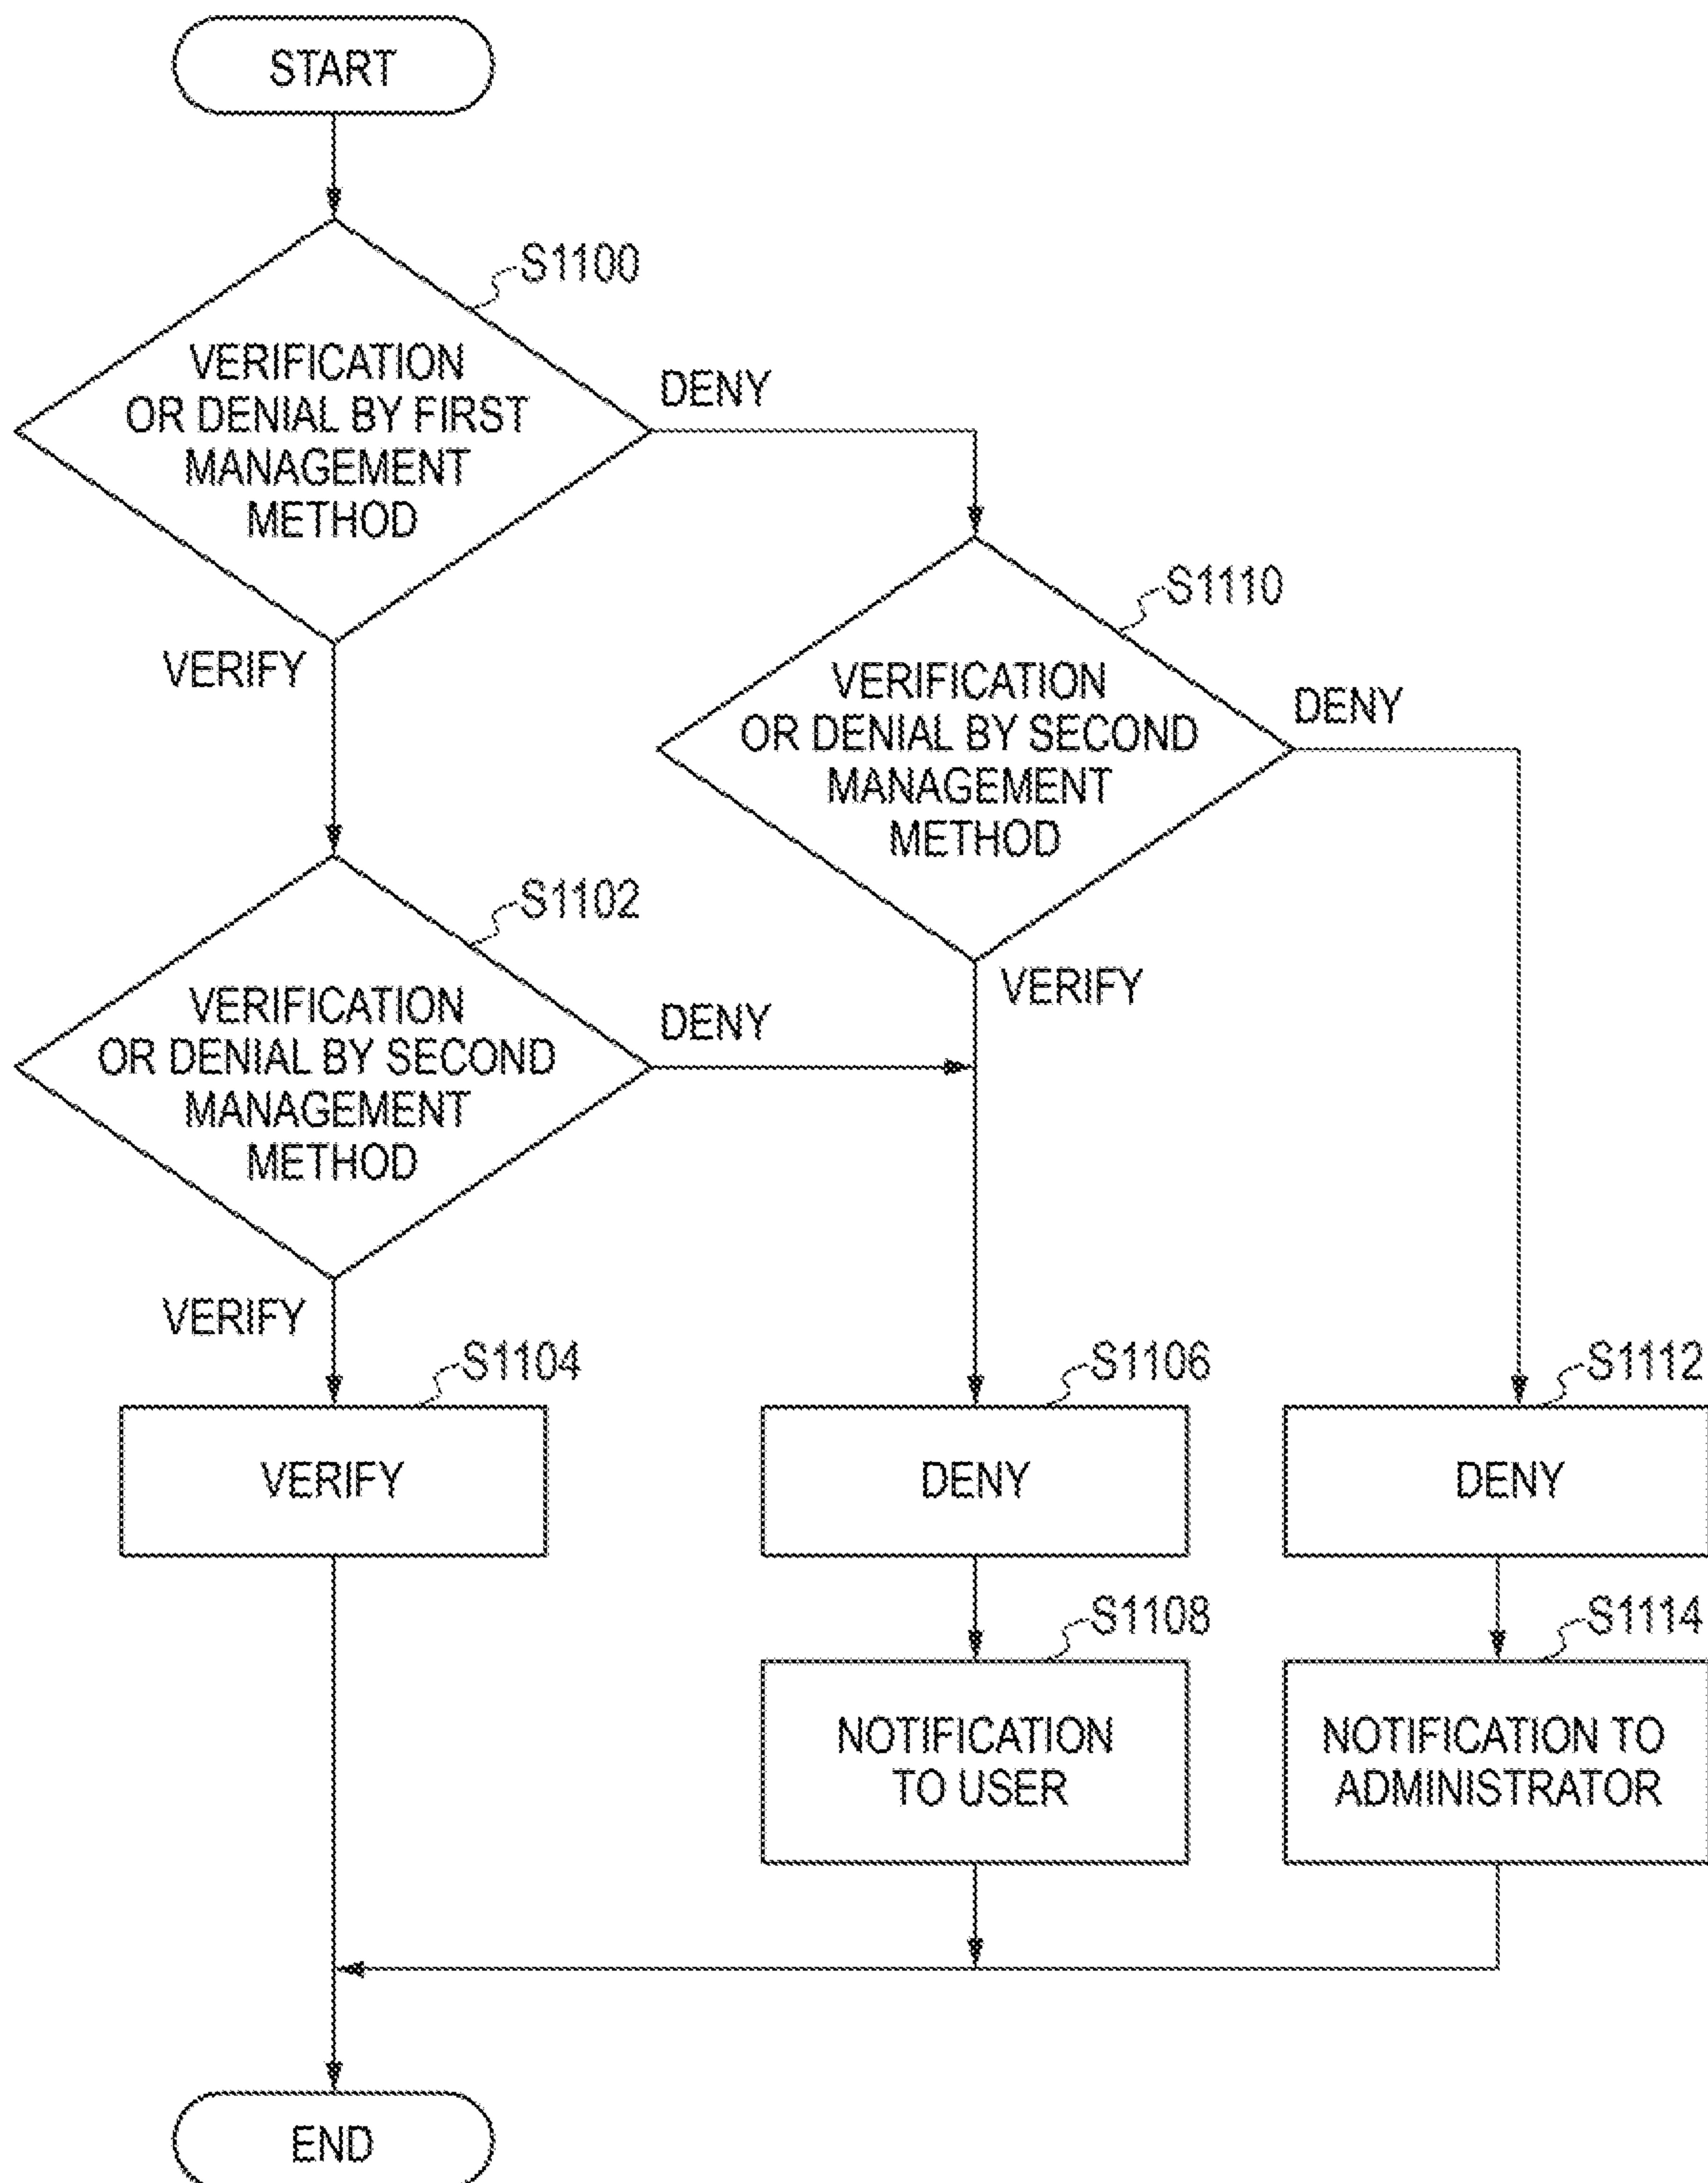 START
S1100
VERIFICATION
OR DENIAL BY FIRST
MANAGEMENT
METHOD
DENY
VERIFY
S1110
VERIFICATION
OR DENIAL BY SECOND
MANAGEMENT
METHOD
DENY
VERIFY
S1102
VERIFICATION
OR DENIAL BY SECOND
MANAGEMENT
METHOD
DENY
VERIFY
S1104
VERIFY
S1106
DENY
S1112
DENY
S1108
NOTIFICATION
TO USER
S1114
NOTIFICATION TO
ADMINISTRATOR
END